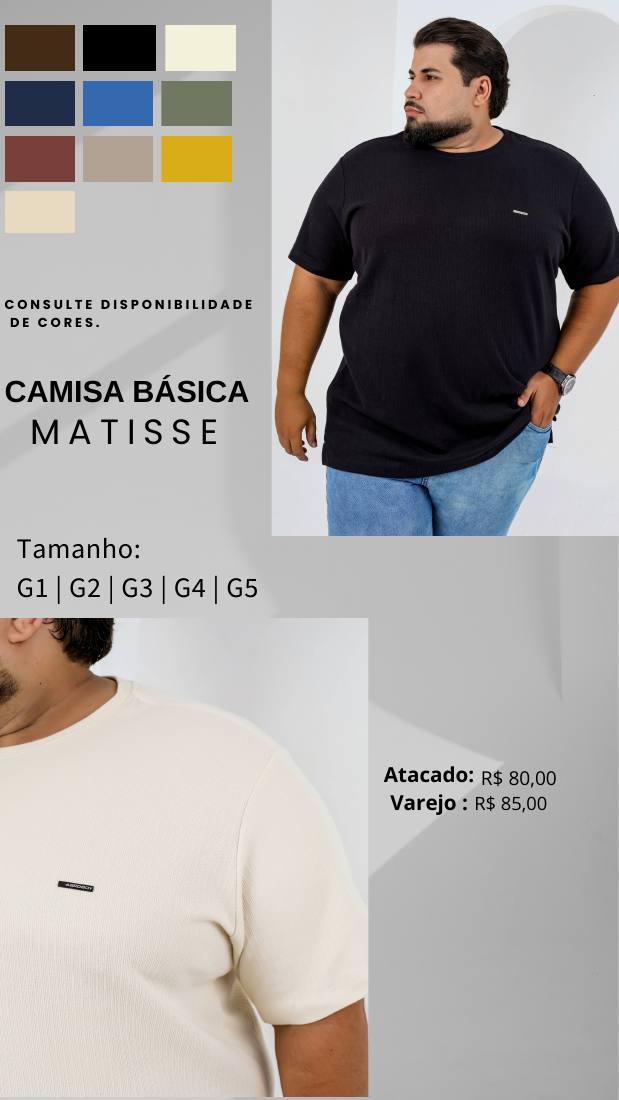 CONSULTE DISPONIBILIDADE
DE CORES.
CAMISA BÁSICA
MATISSE
Tamanho:
G1 | G2 | G3 | G4 | G5
Atacado: R$ 80,00
Varejo : R$ 85,00